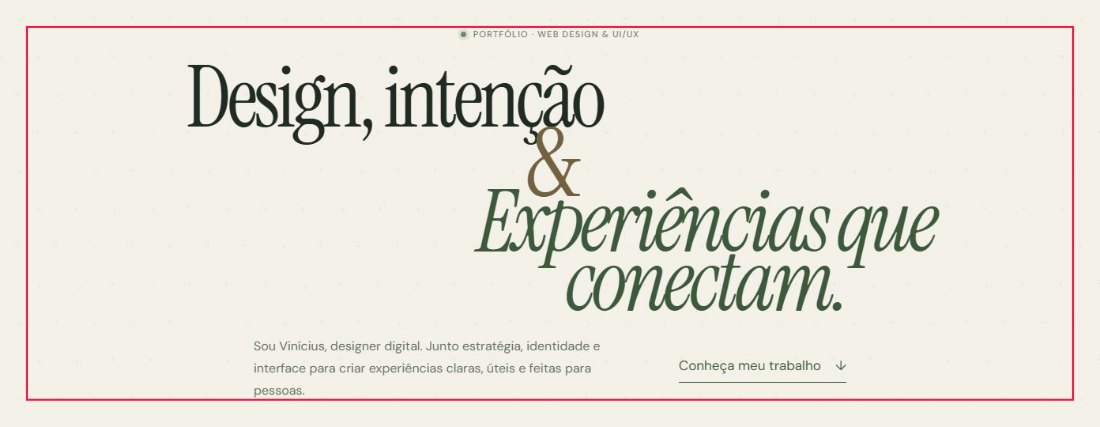 PORTFÓLIO · WEB DESIGN & UI/UX
Design, intenção
&
Experiências que
conectam.
Sou Vinícius, designer digital. Junto estratégia, identidade e
interface para criar experiências claras, úteis e feitas para
pessoas.
Conheça meu trabalho ↓